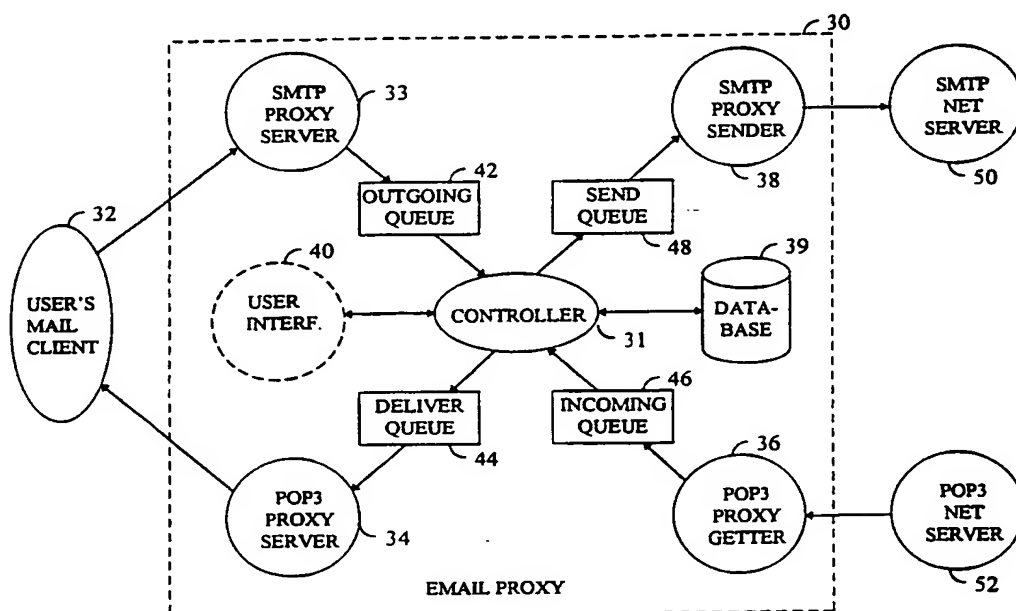 30
SMTP
PROXY
SERVER
33
SMTP
PROXY
SENDER
38
SMTP
NET
SERVER
50
42
OUTGOING
QUEUE
SEND
QUEUE
48
32
USER'S
MAIL
CLIENT
40
USER
INTERF.
CONTROLLER
31
39
DATA-
BASE
DELIVER
QUEUE
44
46
INCOMING
QUEUE
POP3
PROXY
SERVER
34
36
POP3
PROXY
GETTER
POP3
NET
SERVER
52
EMAIL PROXY